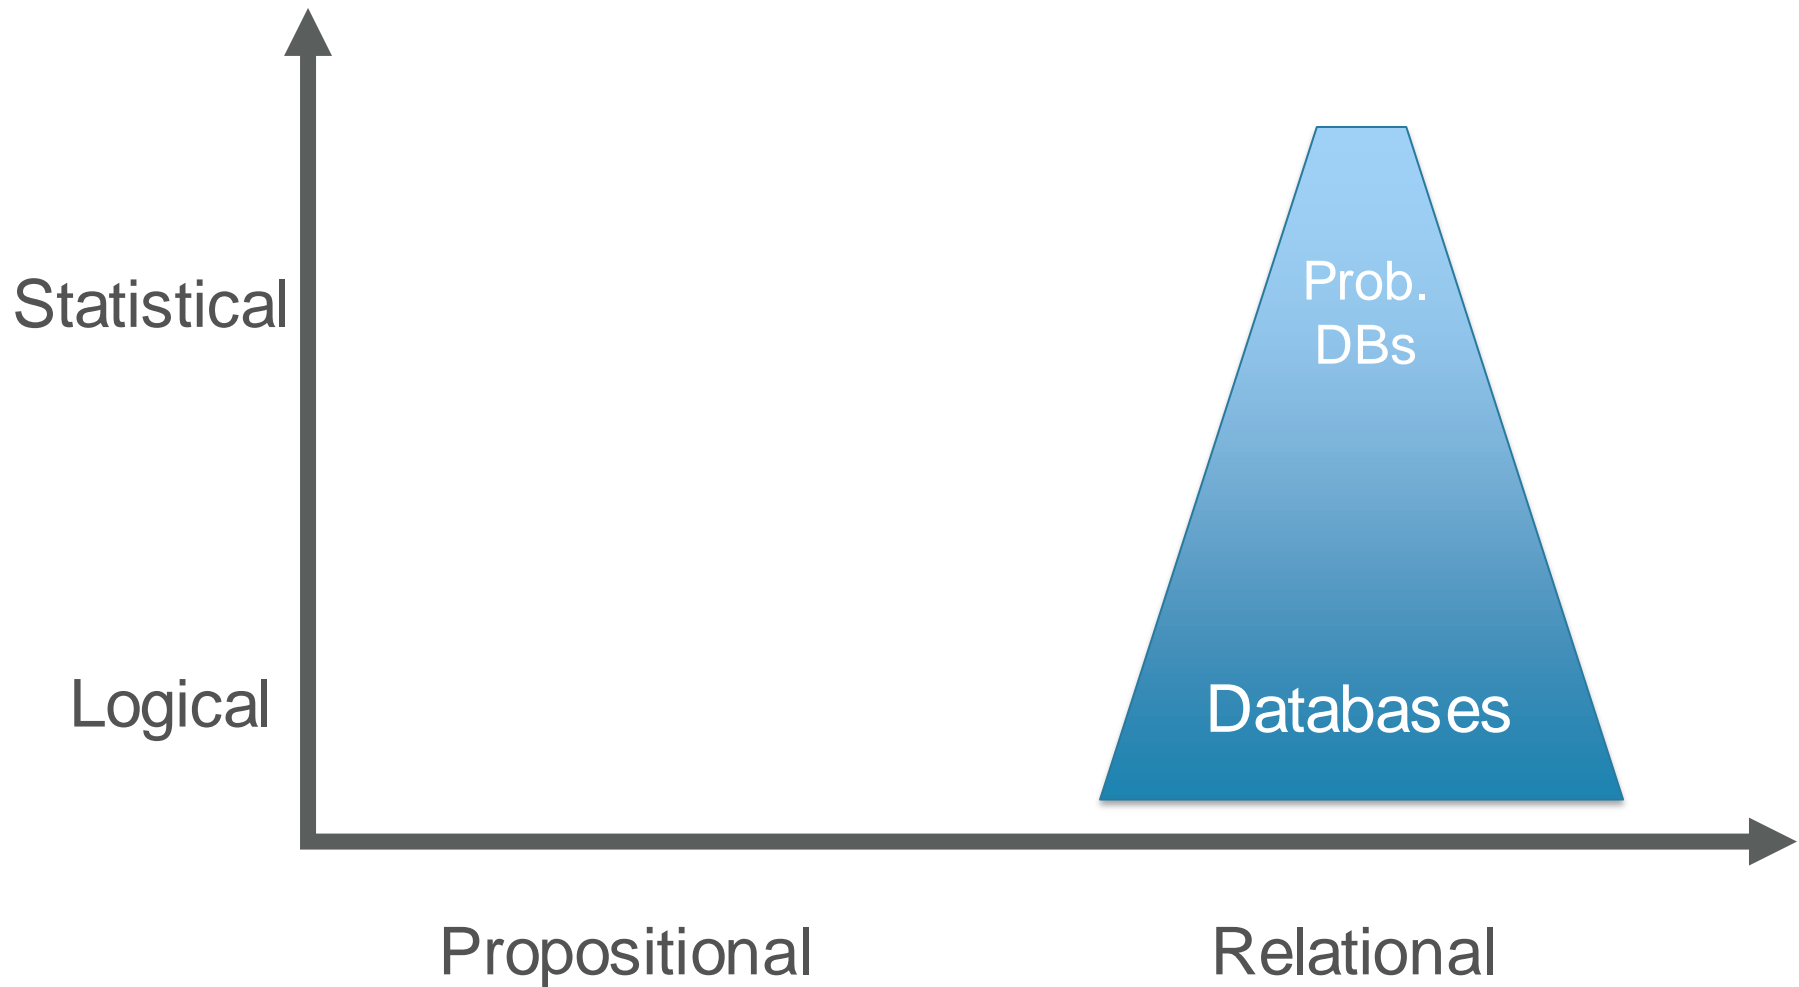 Statistical
Prob.
DBs
Logical
Databases
Propositional
Relational